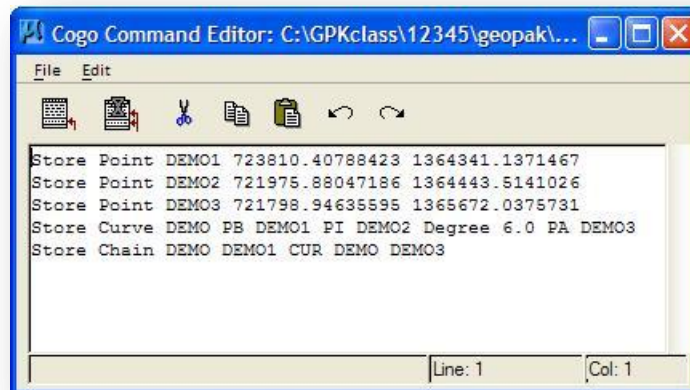 Cogo Command Editor: C:\GPKclass\12345\geopak\...
File Edit
Store Point DEMO1 723810.40788423 1364341.1371467
Store Point DEMO2 721975.88047186 1364443.5141026
Store Point DEMO3 721798.94635595 1365672.0375731
Store Curve DEMO PB DEMO1 PI DEMO2 Degree 6.0 PA DEMO3
Store Chain DEMO DEMO1 CUR DEMO DEMO3
Line: 1 Col: 1